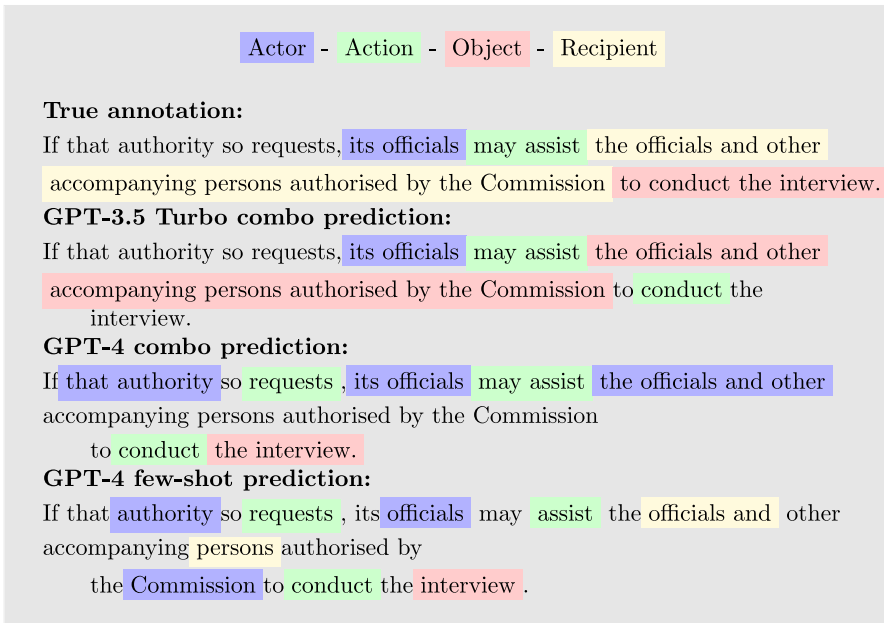 Actor - Action - Object - Recipient
True annotation:
If that authority so requests, its officials may assist the officials and other
accompanying persons authorised by the Commission to conduct the interview.
GPT-3.5 Turbo combo prediction:
If that authority so requests, its officials may assist the officials and other
accompanying persons authorised by the Commission to conduct the
interview.
GPT-4 combo prediction:
If that authority so requests , its officials may assist the officials and other
accompanying persons authorised by the Commission
to conduct the interview.
GPT-4 few-shot prediction:
If that authority so requests , its officials may assist the officials and other
accompanying persons authorised by
the Commission to conduct the interview .